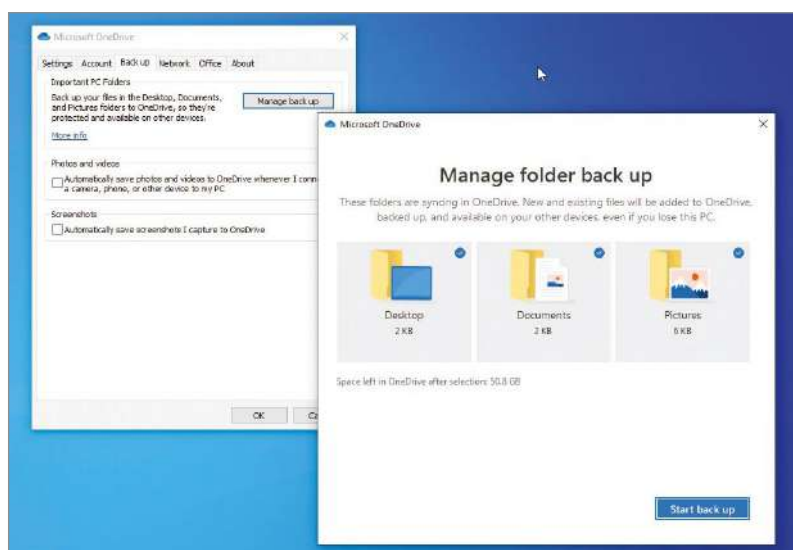 Microsoft OneDrive
Settings Account Back up Network Office About
Important PC Folders
Back up your files in the Desktop, Documents,
and Pictures folders to OneDrive, so they're
protected and available on other devices.
Manage back up
More info
Photos and videos
Automatically save photos and videos to OneDrive whenever I conn
a camera, phone, or other device to my PC
Screenshots
Automatically save screenshots I capture to OneDrive
OK
Microsoft OneDrive
Manage folder back up
These folders are syncing in OneDrive. New and existing files will be added to OneDrive,
backed up, and available on your other devices, even if you lose this PC.
Desktop
2 KB
Documents
2 KB
Pictures
6 KB
Space left in OneDrive after selection: 50.8 GB
Start back up